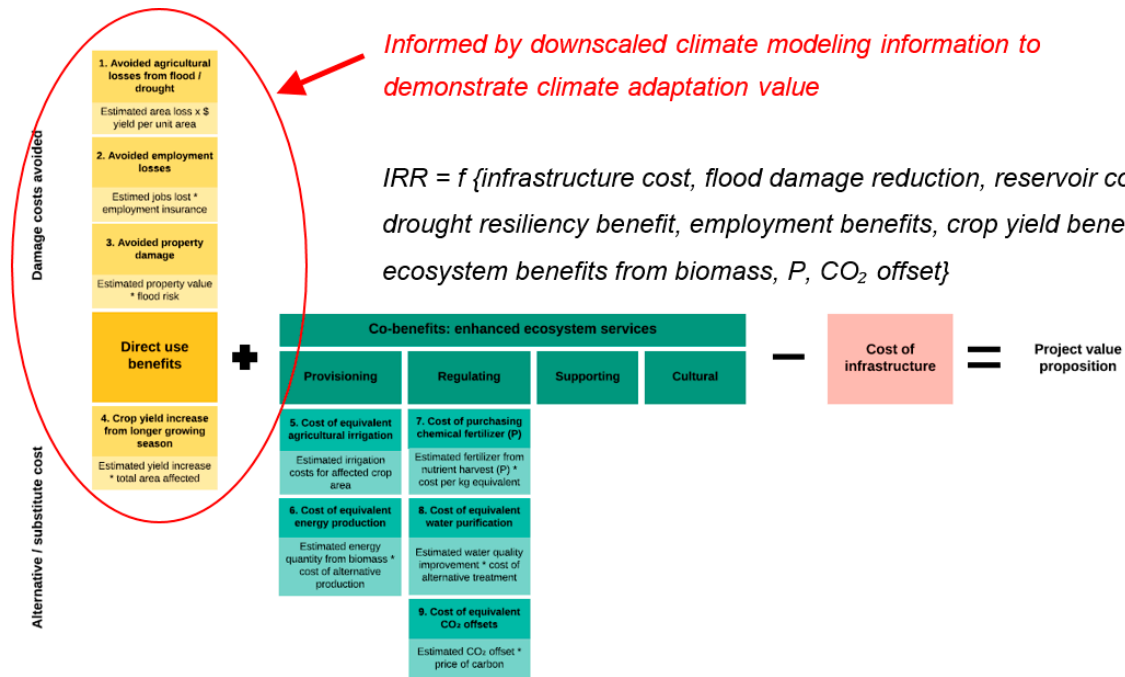 Informed by downscaled climate modeling information to
demonstrate climate adaptation value
IRR = f {infrastructure cost, flood damage reduction, reservoir
drought resiliency benefit, employment benefits, crop yield
ecosystem benefits from biomass, P, CO₂ offset}
Damage costs avoided
1. Avoided agricultural
losses from flood /
drought
Estimated area loss x $
yield per unit area
2. Avoided employment
losses
Estimed jobs lost *
employment insurance
3. Avoided property
damage
Estimated property value
* flood risk
Direct use
benefits
Alternative / substitute cost
4. Crop yield increase
from longer growing
season
Estimated yield increase
* total area affected
+
Co-benefits: enhanced ecosystem services
Provisioning
Regulating
Supporting
Cultural
5. Cost of equivalent
agricultural irrigation
Estimated irrigation
costs for affected crop
area
6. Cost of equivalent
energy production
Estimated energy
quantity from biomass *
cost of alternative
production
7. Cost of purchasing
chemical fertilizer (P)
Estimated fertilizer from
nutrient harvest (P) *
cost per kg equivalent
8. Cost of equivalent
water purification
Estimated water quality
improvement * cost of
alternative treatment
9. Cost of equivalent
CO₂ offsets
Estimated CO₂ offset *
price of carbon
−
Cost of
infrastructure
=
Project value
proposition